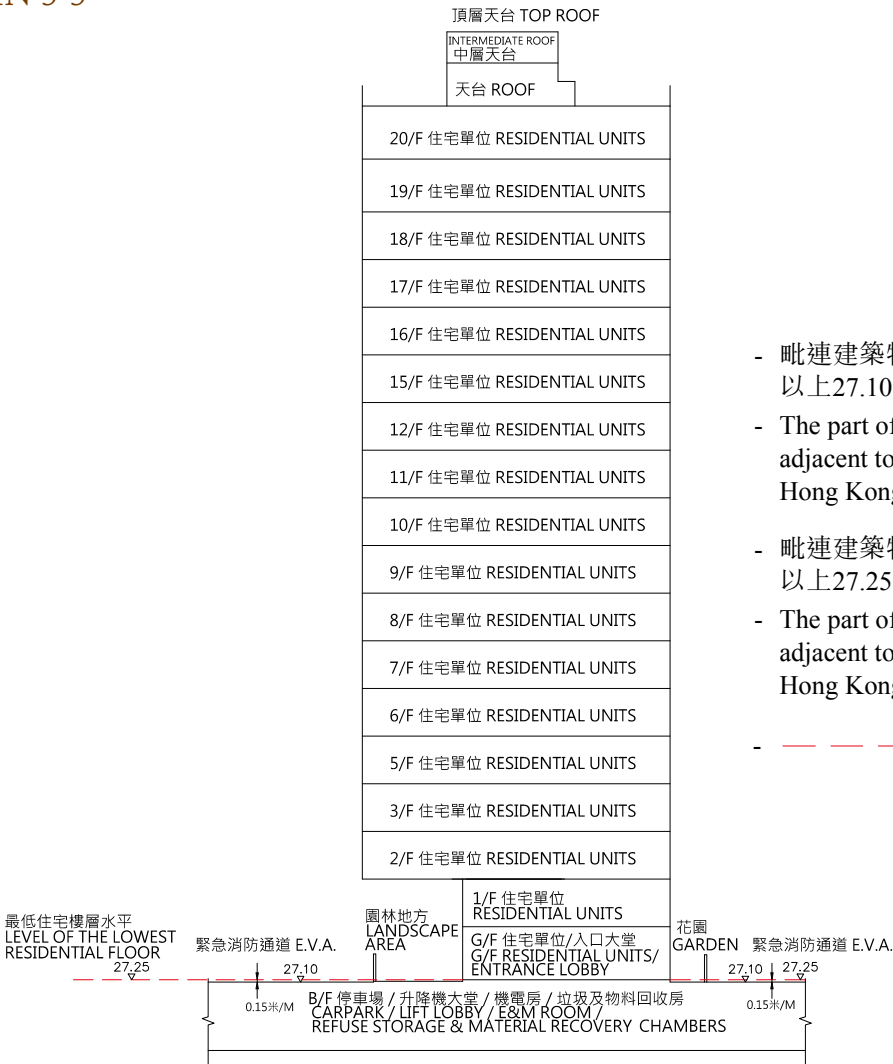 頂層天台 TOP ROOF
INTERMEDIATE ROOF
中層天台
天台 ROOF
20/F 住宅單位 RESIDENTIAL UNITS
19/F 住宅單位 RESIDENTIAL UNITS
18/F 住宅單位 RESIDENTIAL UNITS
17/F 住宅單位 RESIDENTIAL UNITS
16/F 住宅單位 RESIDENTIAL UNITS
15/F 住宅單位 RESIDENTIAL UNITS
12/F 住宅單位 RESIDENTIAL UNITS
11/F 住宅單位 RESIDENTIAL UNITS
10/F 住宅單位 RESIDENTIAL UNITS
9/F 住宅單位 RESIDENTIAL UNITS
8/F 住宅單位 RESIDENTIAL UNITS
7/F 住宅單位 RESIDENTIAL UNITS
6/F 住宅單位 RESIDENTIAL UNITS
5/F 住宅單位 RESIDENTIAL UNITS
3/F 住宅單位 RESIDENTIAL UNITS
2/F 住宅單位 RESIDENTIAL UNITS
1/F 住宅單位
RESIDENTIAL UNITS
G/F 住宅單位/入口大堂
G/F RESIDENTIAL UNITS/
ENTRANCE LOBBY
園林地方
LANDSCAPE
AREA
花園
GARDEN
緊急消防通道 E.V.A.
緊急消防通道 E.V.A.
最低住宅樓層水平
LEVEL OF THE LOWEST
RESIDENTIAL FLOOR
27.25
27.10
27.10
27.25
0.15米/M
0.15米/M
B/F 停車場 / 升降機大堂 / 機電房 / 垃圾及物料回收房
CARPARK / LIFT LOBBY / E&M ROOM /
REFUSE STORAGE & MATERIAL RECOVERY CHAMBERS
- 毗連建築
以上27.10
- The part of
adjacent to
Hong Kong
- 毗連建築
以上27.25
- The part of
adjacent to
Hong Kong
-